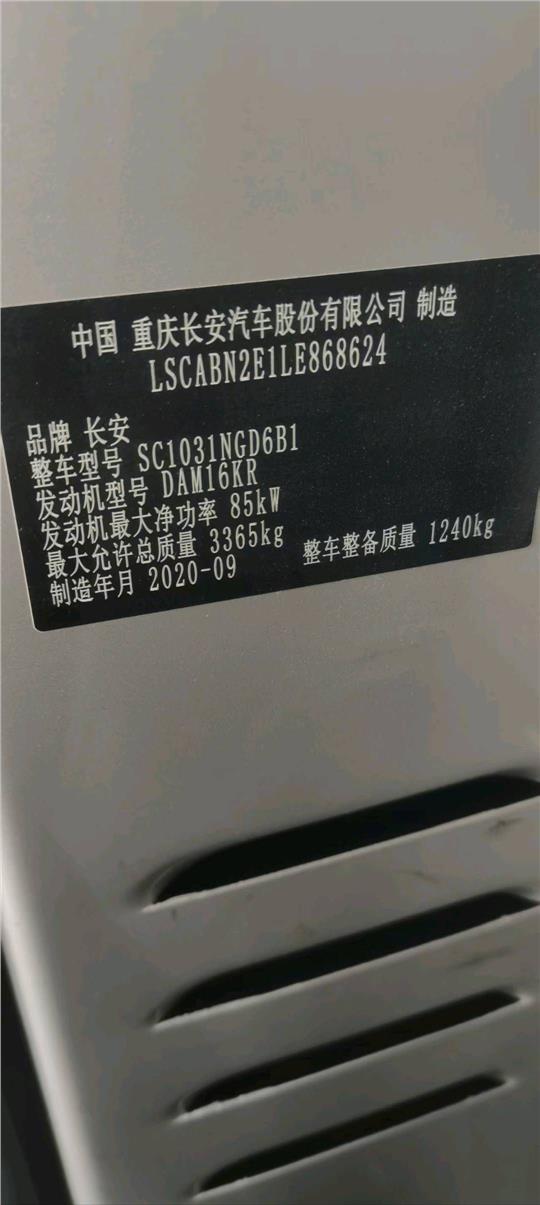 中国 重庆长安汽车股份有限公司 制造
LSCABN2E1LE868624
品牌 长安
整车型号 SC1031NGD6B1
发动机型号 DAM16KR
发动机最大净功率 85kW
最大允许总质量 3365kg 整车整备质量 1240kg
制造年月 2020-09